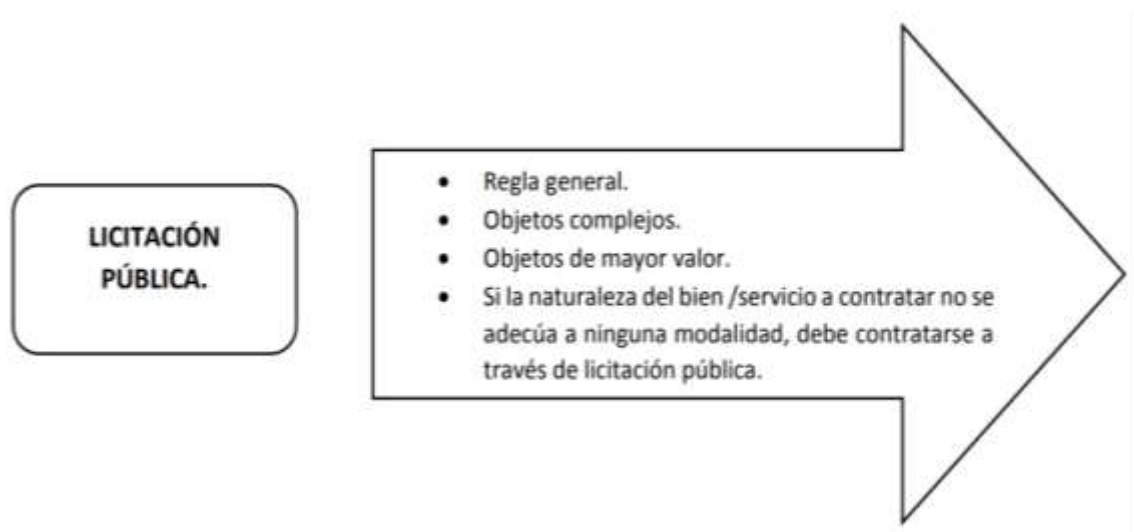 LICITACIÓN
PÚBLICA.
• Regla general.
• Objetos complejos.
• Objetos de mayor valor.
• Si la naturaleza del bien /servicio a contratar no se
adecúa a ninguna modalidad, debe contratarse a
través de licitación pública.